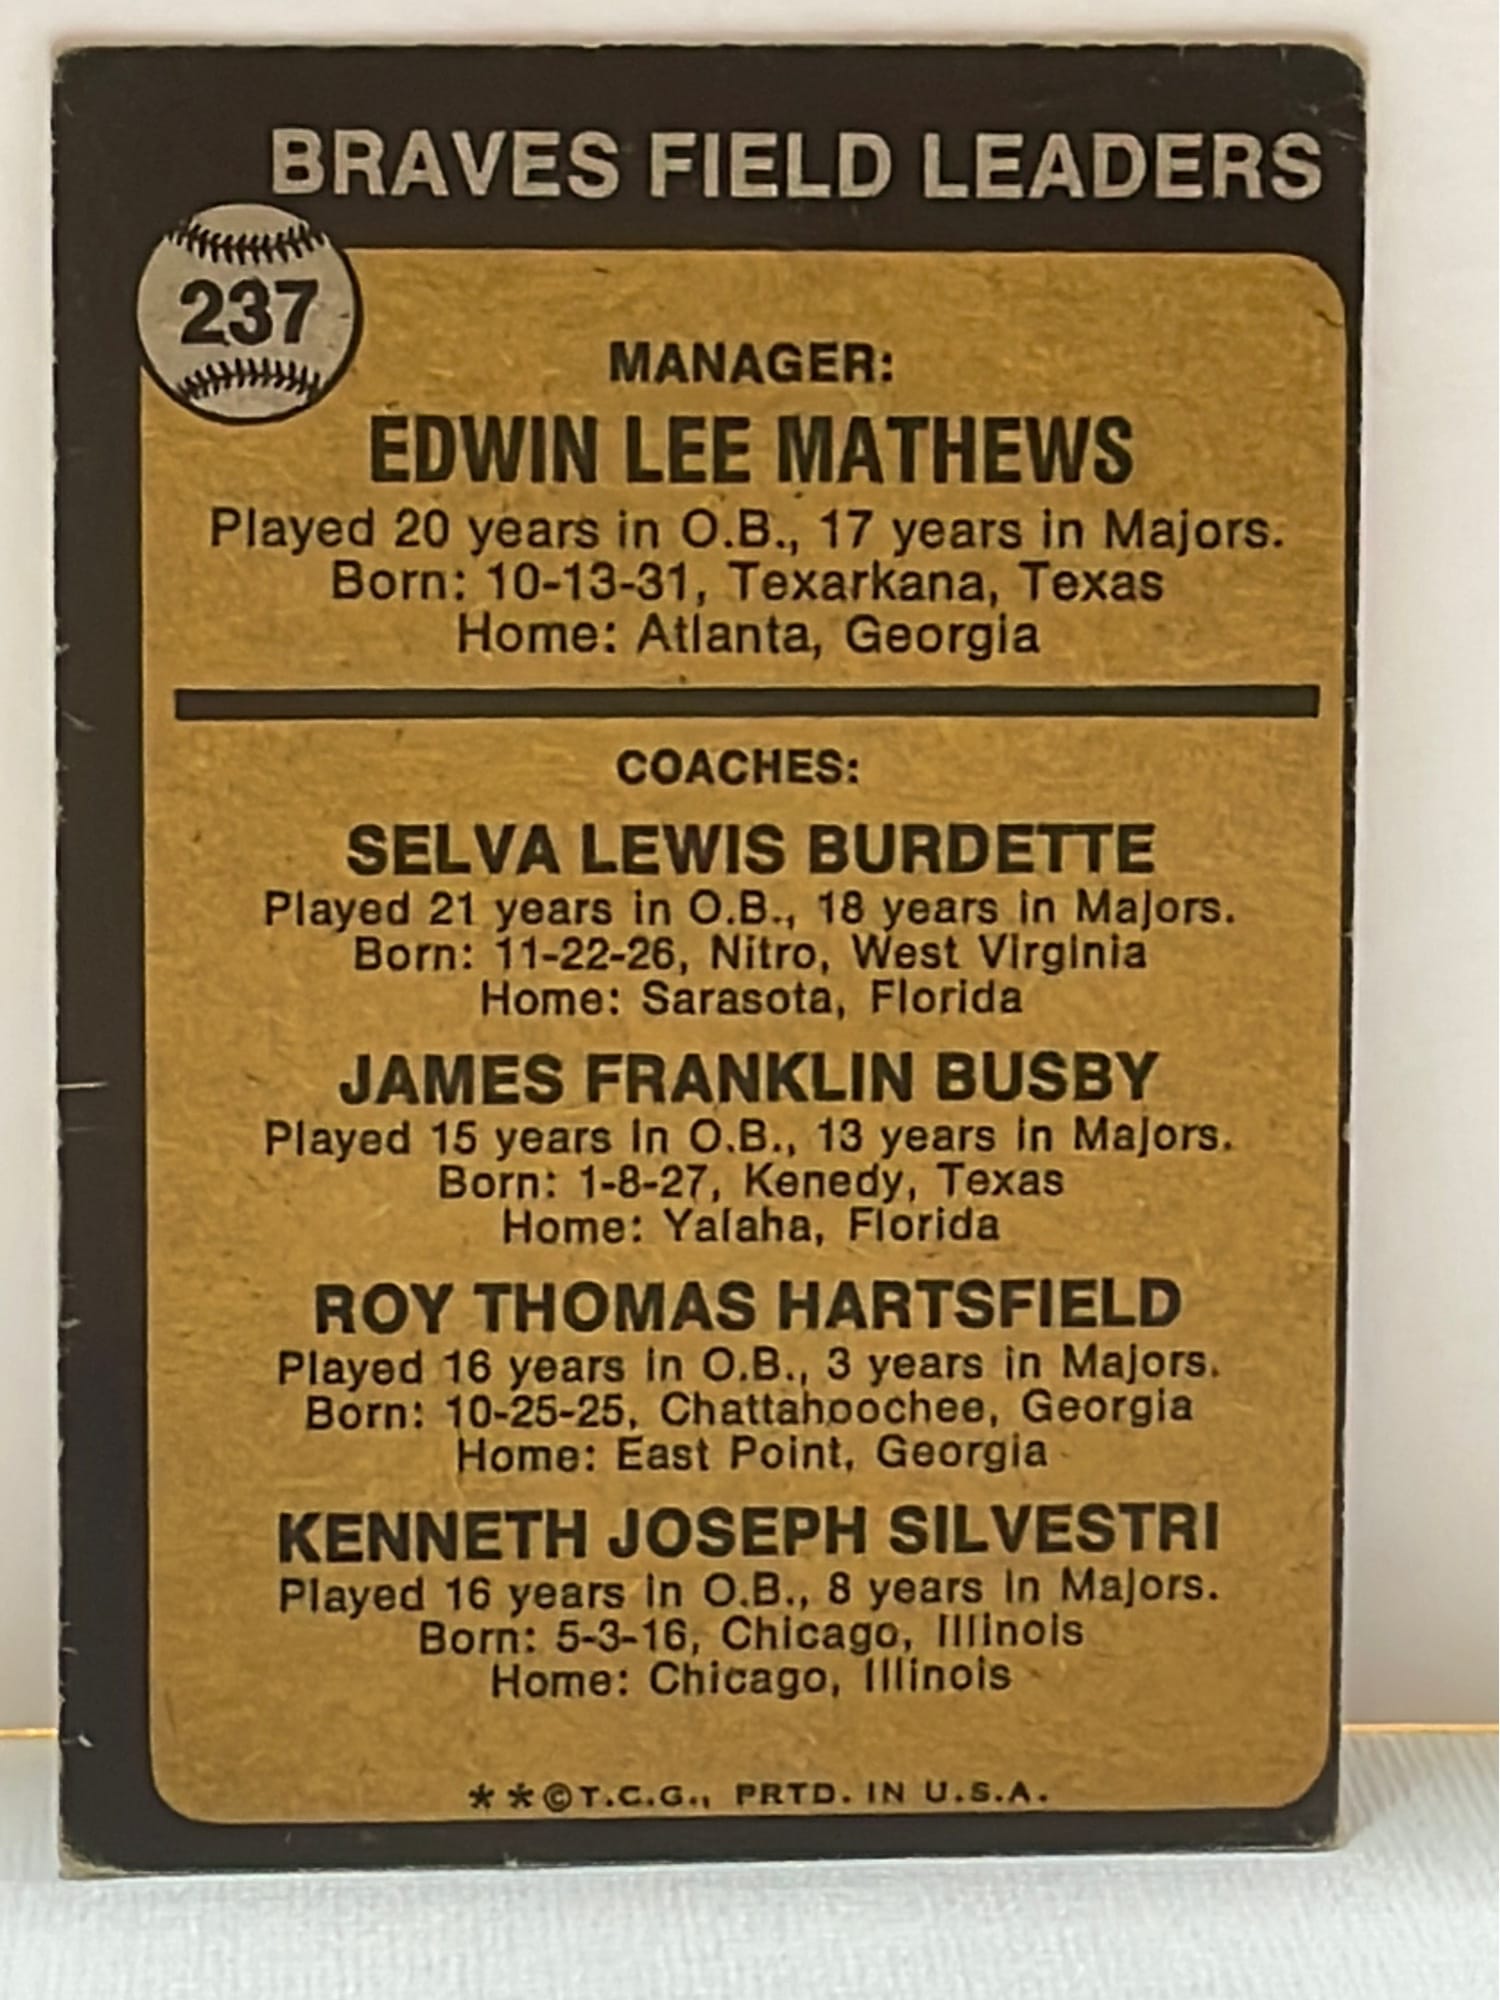 BRAVES FIELD LEADERS
237
MANAGER:
EDWIN LEE MATHEWS
Played 20 years in O.B., 17 years in Majors.
Born: 10-13-31, Texarkana, Texas
Home: Atlanta, Georgia
COACHES:
SELVA LEWIS BURDETTE
Played 21 years in O.B., 18 years in Majors.
Born: 11-22-26, Nitro, West Virginia
Home: Sarasota, Florida
JAMES FRANKLIN BUSBY
Played 15 years in O.B., 13 years in Majors.
Born: 1-8-27, Kenedy, Texas
Home: Yalaha, Florida
ROY THOMAS HARTSFIELD
Played 16 years in O.B., 3 years in Majors.
Born: 10-25-25, Chattahoochee, Georgia
Home: East Point, Georgia
KENNETH JOSEPH SILVESTRI
Played 16 years in O.B., 8 years in Majors.
Born: 5-3-16, Chicago, Illinois
Home: Chicago, Illinois
**©T.C.G., PRTD. IN U.S.A.